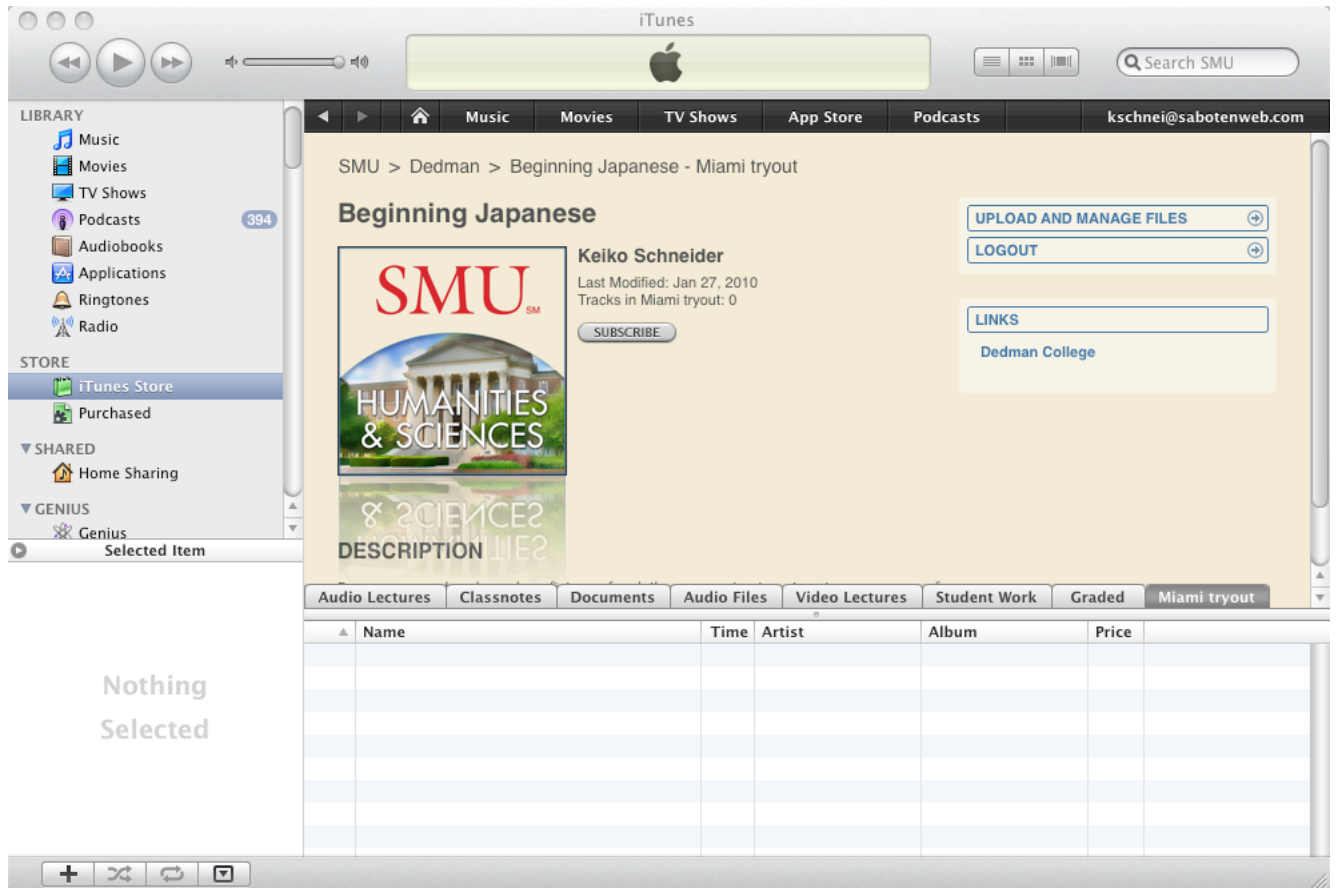 iTunes
Search SMU
LIBRARY
Music
Movies
TV Shows
Podcasts 394
Audiobooks
Applications
Ringtones
Radio
STORE
iTunes Store
Purchased
SHARED
Home Sharing
GENIUS
Genius
Selected Item
Nothing
Selected
Music Movies TV Shows App Store Podcasts kschnei@sabotenweb.com
SMU > Dedman > Beginning Japanese - Miami tryout
Beginning Japanese
SMU SM
HUMANITIES
& SCIENCES
Keiko Schneider
Last Modified: Jan 27, 2010
Tracks in Miami tryout: 0
SUBSCRIBE
UPLOAD AND MANAGE FILES
LOGOUT
LINKS
Dedman College
DESCRIPTION
Audio Lectures Classnotes Documents Audio Files Video Lectures Student Work Graded Miami tryout
Name Time Artist Album Price